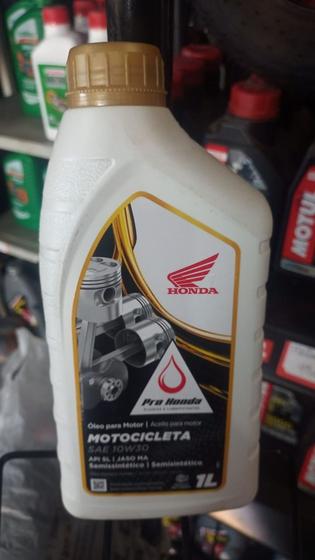 HONDA
Pro Honda
Óleo para Motor | Aceite para motor
MOTOCICLETA
SAE 10W30
API SL | JASO MA
Semissintético | Semisintético
1L
MOTUL